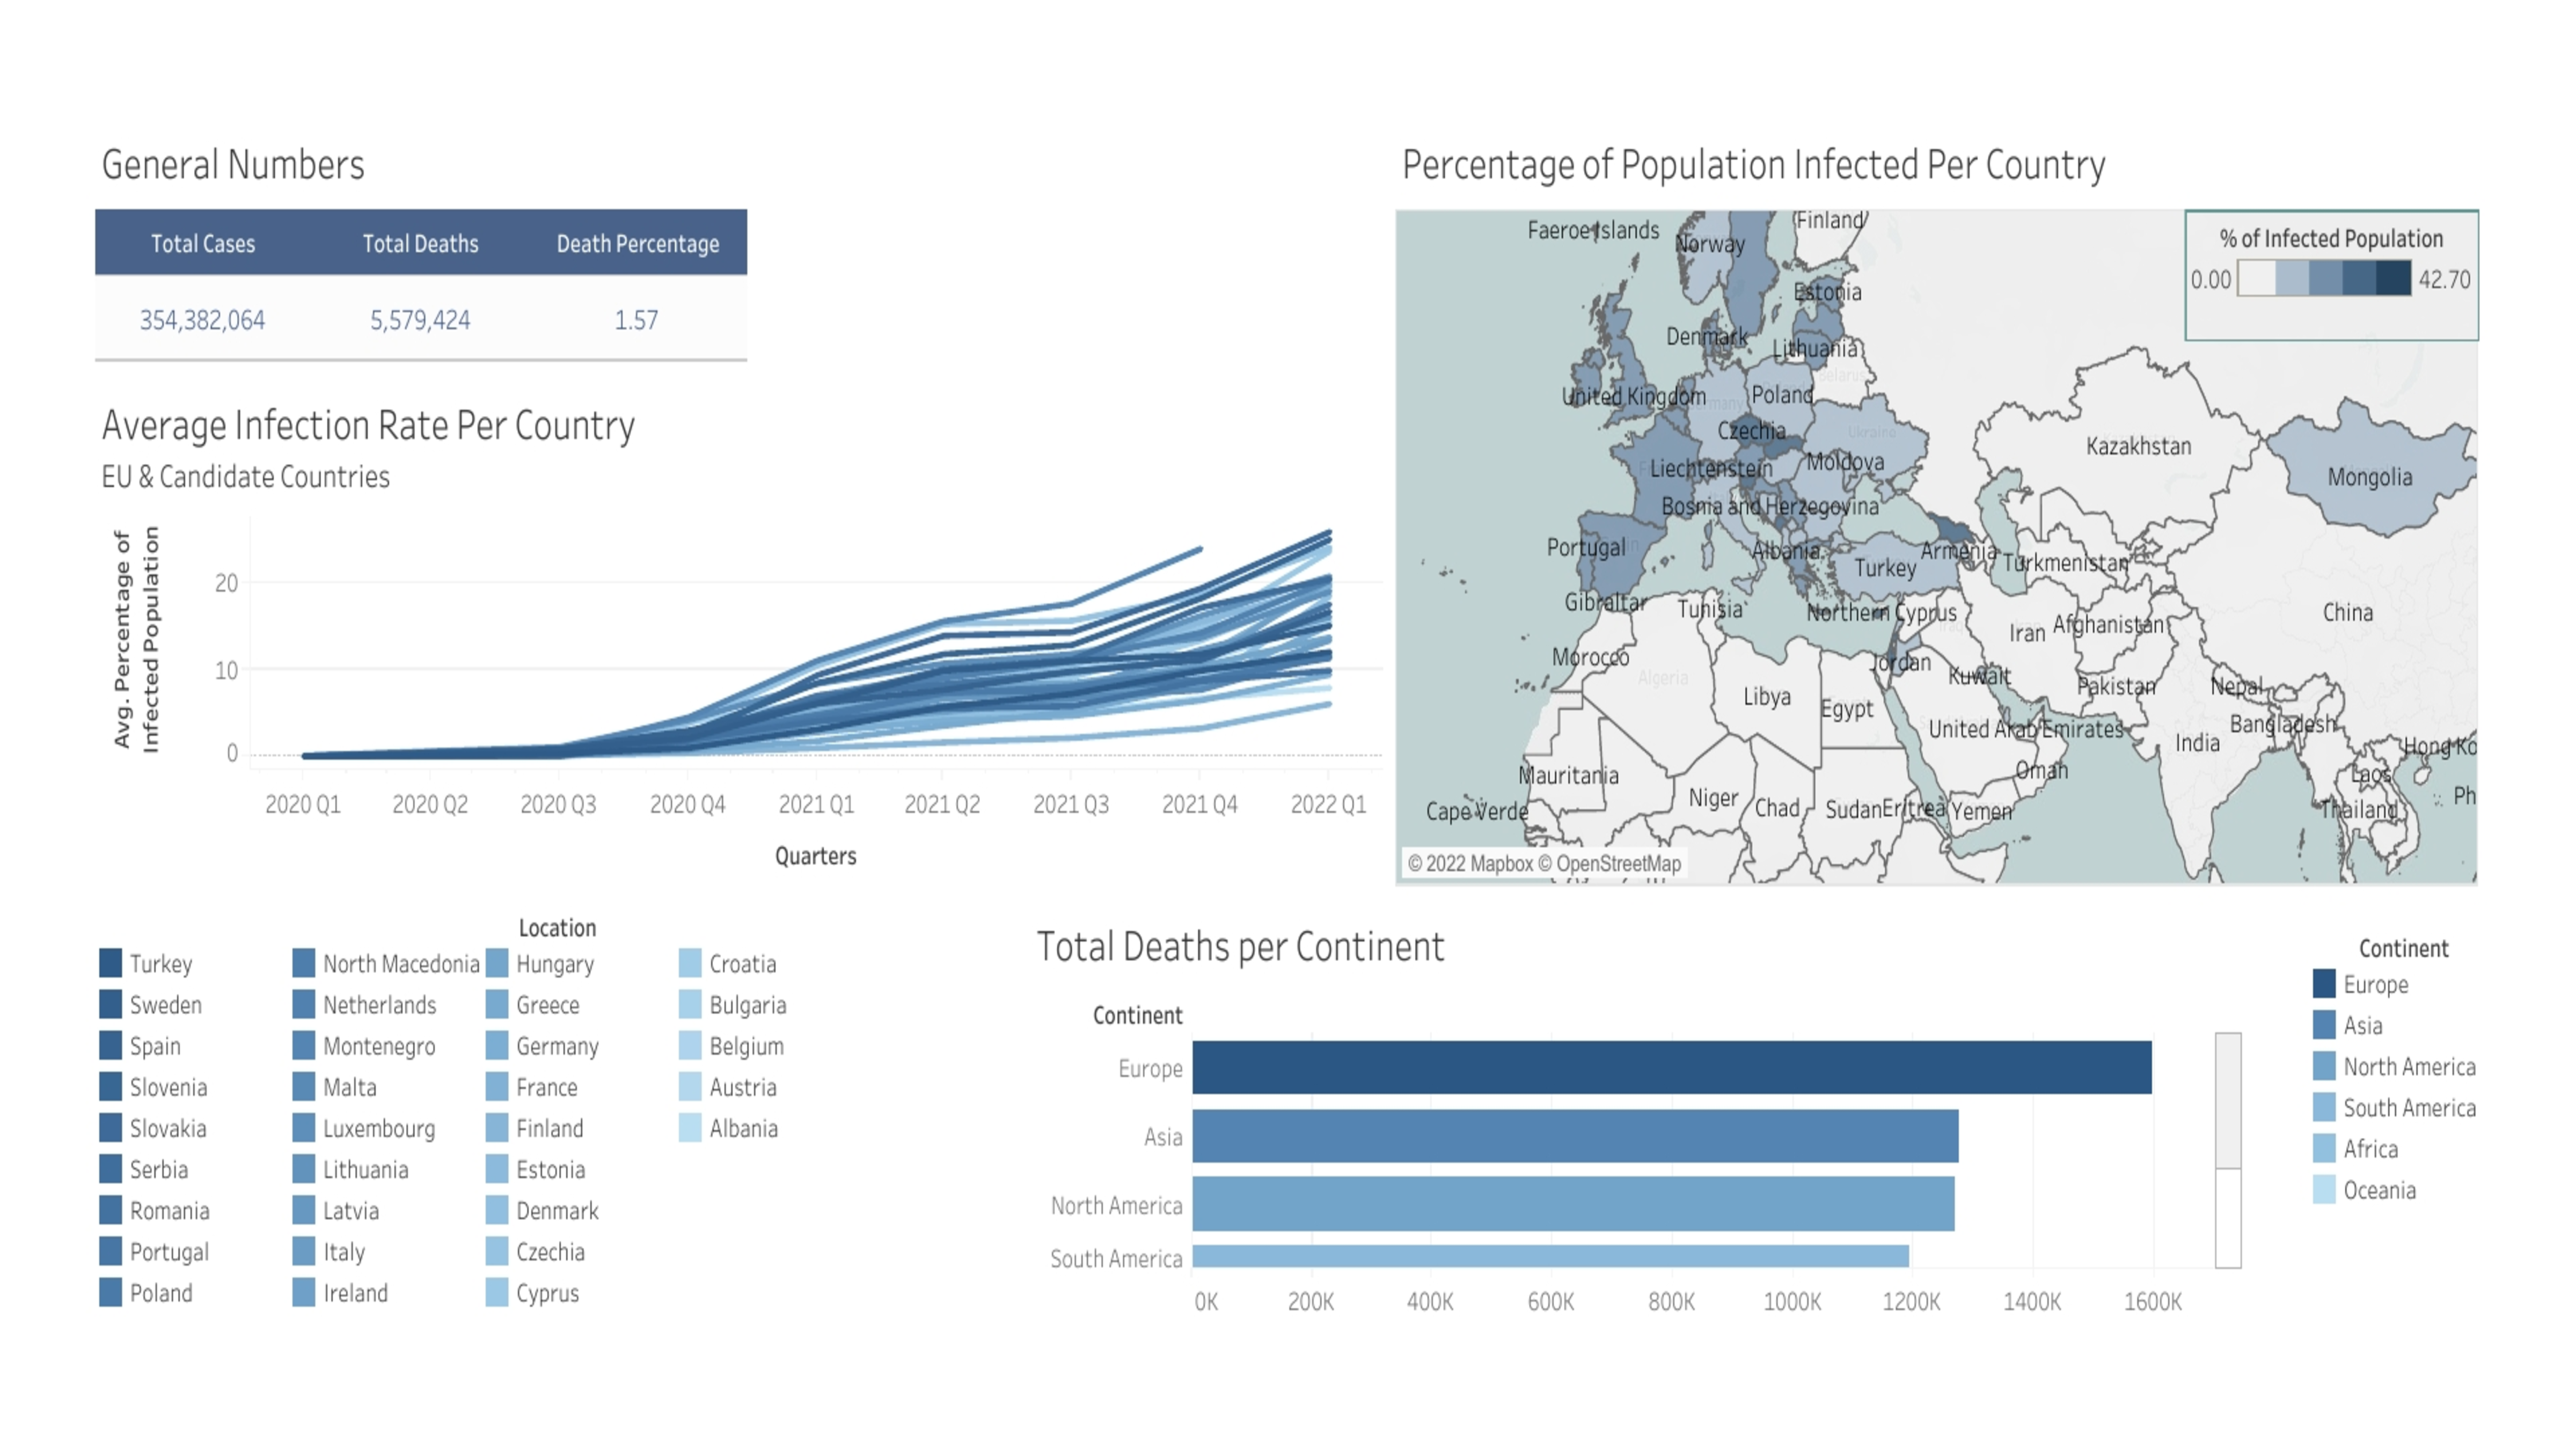 General Numbers
Total Cases Total Deaths Death Percentage
354,382,064 5,579,424 1.57
Average Infection Rate Per Country
EU & Candidate Countries
Avg. Percentage of
Infected Population
20
10
0
2020 Q1 2020 Q2 2020 Q3 2020 Q4 2021 Q1 2021 Q2 2021 Q3 2021 Q4 2022 Q1
Quarters
Percentage of Population Infected Per Country
% of Infected Population
0.00 42.70
Faeroe Islands
Finland
Norway
Estonia
Denmark
Lithuania
United Kingdom
Poland
Czechia
Ukraine
Kazakhstan
Liechtenstein
Moldova
Mongolia
Bosnia and Herzegovina
Portugal
Albania
Armenia
Turkey
Turkmenistan
Gibraltar
Tunisia
Northern Cyprus
China
Iran
Afghanistan
Morocco
Jordan
Algeria
Kuwait
Pakistan
Nepal
Libya
Egypt
United Arab Emirates
Bangladesh
India
Hong Ko
Mauritania
Oman
Laos
Niger
Chad
Sudan
Eritrea
Yemen
Cape Verde
Thailand
Ph
© 2022 Mapbox © OpenStreetMap
Location
Turkey North Macedonia Hungary Croatia
Sweden Netherlands Greece Bulgaria
Spain Montenegro Germany Belgium
Slovenia Malta France Austria
Slovakia Luxembourg Finland Albania
Serbia Lithuania Estonia
Romania Latvia Denmark
Portugal Italy Czechia
Poland Ireland Cyprus
Total Deaths per Continent
Continent
Europe
Asia
North America
South America
0K 200K 400K 600K 800K 1000K 1200K 1400K 1600K
Continent
Europe
Asia
North America
South America
Africa
Oceania